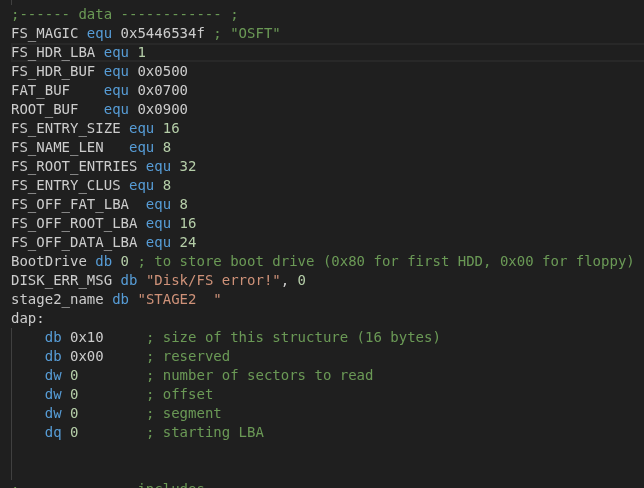 ;------ data ------------ ;
FS_MAGIC equ 0x5446534f ; "OSFT"
FS_HDR_LBA equ 1
FS_HDR_BUF equ 0x0500
FAT_BUF    equ 0x0700
ROOT_BUF   equ 0x0900
FS_ENTRY_SIZE equ 16
FS_NAME_LEN   equ 8
FS_ROOT_ENTRIES equ 32
FS_ENTRY_CLUS equ 8
FS_OFF_FAT_LBA  equ 8
FS_OFF_ROOT_LBA equ 16
FS_OFF_DATA_LBA equ 24
BootDrive db 0 ; to store boot drive (0x80 for first HDD, 0x00 for floppy)
DISK_ERR_MSG db "Disk/FS error!", 0
stage2_name db "STAGE2  "
dap:
    db 0x10     ; size of this structure (16 bytes)
    db 0x00     ; reserved
    dw 0        ; number of sectors to read
    dw 0        ; offset
    dw 0        ; segment
    dq 0        ; starting LBA
includes